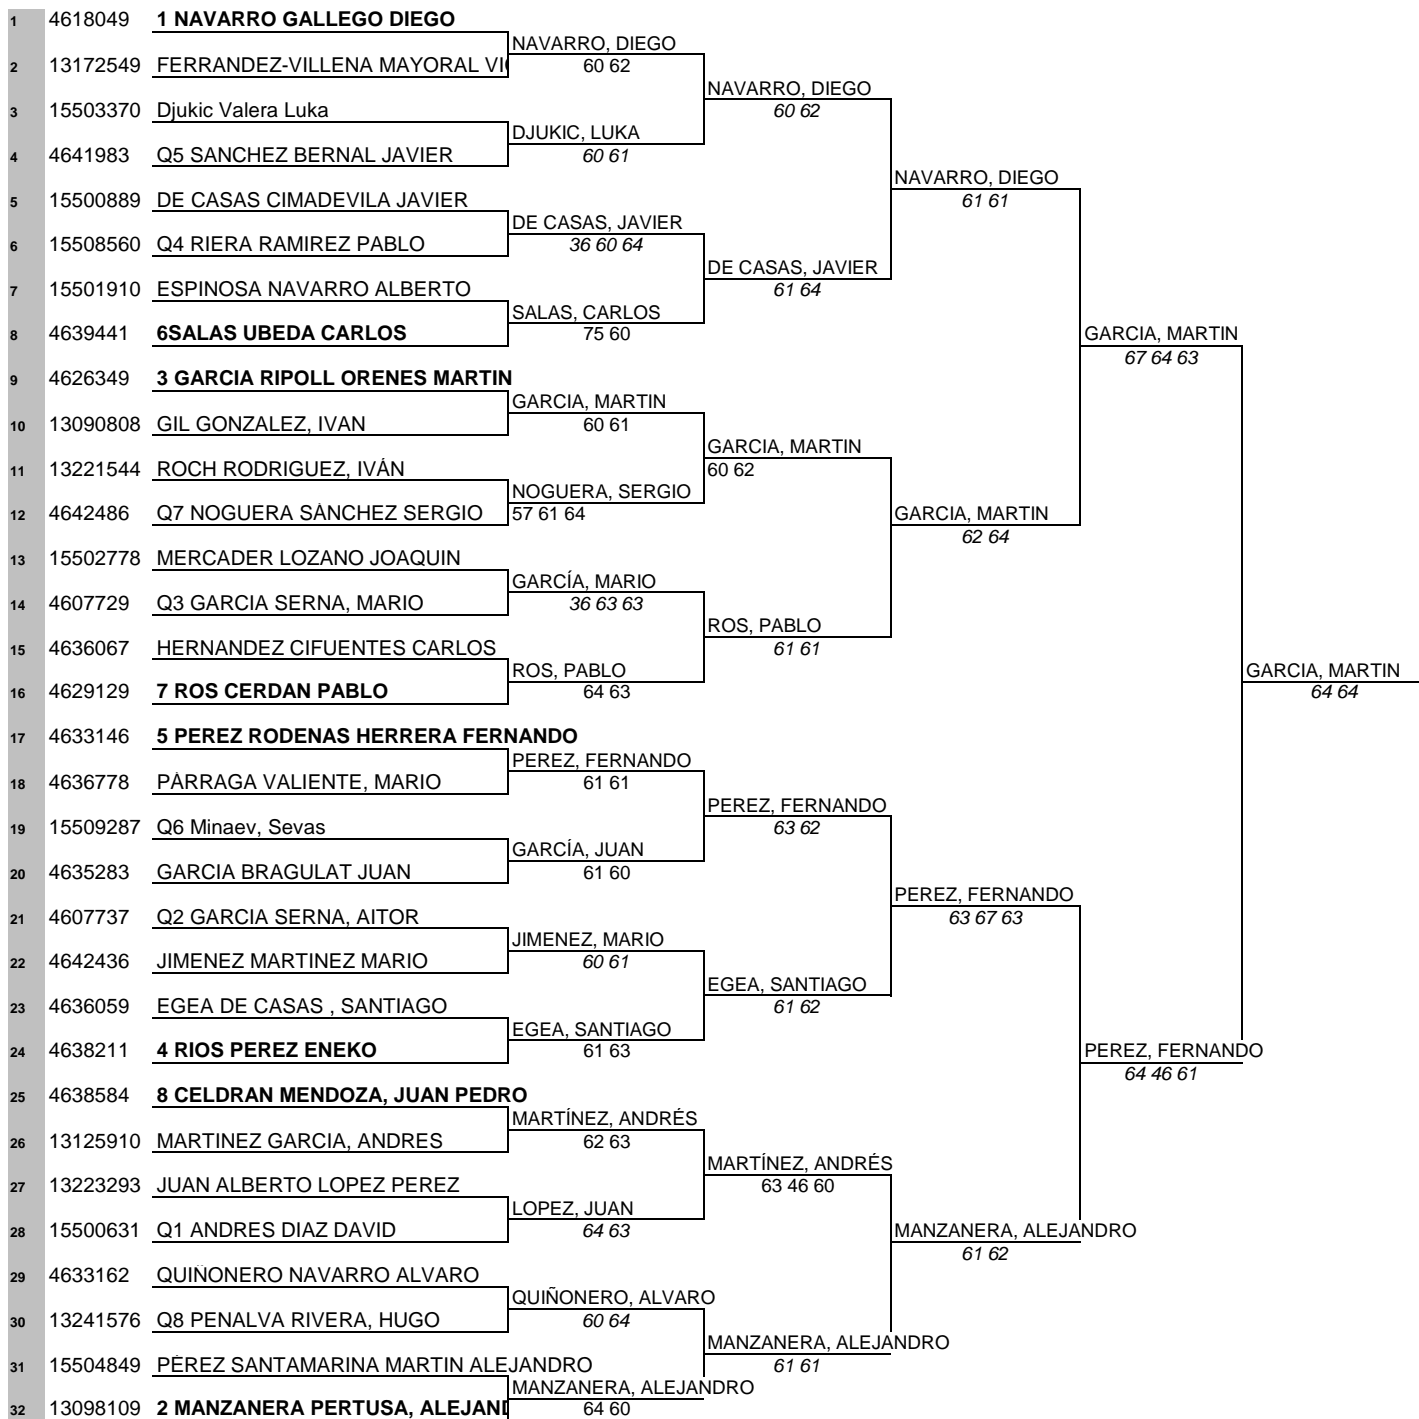 1 4618049 1 NAVARRO GALLEGO DIEGO
NAVARRO, DIEGO
2 13172549 FERRANDEZ-VILLENA MAYORAL VI 60 62
NAVARRO, DIEGO
3 15503370 Djukic Valera Luka 60 62
DJUKIC, LUKA
4 4641983 Q5 SANCHEZ BERNAL JAVIER 60 61
NAVARRO, DIEGO
5 15500889 DE CASAS CIMADEVILA JAVIER 61 61
DE CASAS, JAVIER
6 15508560 Q4 RIERA RAMIREZ PABLO 36 60 64
DE CASAS, JAVIER
7 15501910 ESPINOSA NAVARRO ALBERTO 61 64
SALAS, CARLOS
8 4639441 6SALAS UBEDA CARLOS 75 60 GARCIA, MARTIN
67 64 63
9 4626349 3 GARCIA RIPOLL ORENES MARTIN
GARCIA, MARTIN
10 13090808 GIL GONZALEZ, IVAN 60 61
GARCIA, MARTIN
11 13221544 ROCH RODRIGUEZ, IVÁN 60 62
NOGUERA, SERGIO
12 4642486 Q7 NOGUERA SÁNCHEZ SERGIO 57 61 64 GARCIA, MARTIN
62 64
13 15502778 MERCADER LOZANO JOAQUIN
GARCÍA, MARIO
14 4607729 Q3 GARCIA SERNA, MARIO 36 63 63
ROS, PABLO
15 4636067 HERNANDEZ CIFUENTES CARLOS 61 61
ROS, PABLO GARCIA, MARTIN
16 4629129 7 ROS CERDAN PABLO 64 63 64 64
17 4633146 5 PEREZ RODENAS HERRERA FERNANDO
PEREZ, FERNANDO
18 4636778 PÁRRAGA VALIENTE, MARIO 61 61
PEREZ, FERNANDO
19 15509287 Q6 Minaev, Sevas 63 62
GARCÍA, JUAN
20 4635283 GARCIA BRAGULAT JUAN 61 60
PEREZ, FERNANDO
21 4607737 Q2 GARCIA SERNA, AITOR 63 67 63
JIMENEZ, MARIO
22 4642436 JIMENEZ MARTINEZ MARIO 60 61
EGEA, SANTIAGO
23 4636059 EGEA DE CASAS , SANTIAGO 61 62
EGEA, SANTIAGO
24 4638211 4 RIOS PEREZ ENEKO 61 63 PEREZ, FERNANDO
64 46 61
25 4638584 8 CELDRAN MENDOZA, JUAN PEDRO
MARTÍNEZ, ANDRÉS
26 13125910 MARTINEZ GARCIA, ANDRES 62 63
MARTÍNEZ, ANDRÉS
27 13223293 JUAN ALBERTO LOPEZ PEREZ 63 46 60
LOPEZ, JUAN
28 15500631 Q1 ANDRES DIAZ DAVID 64 63 MANZANERA, ALEJANDRO
61 62
29 4633162 QUIÑONERO NAVARRO ALVARO
QUIÑONERO, ALVARO
30 13241576 Q8 PENALVA RIVERA, HUGO 60 64
MANZANERA, ALEJANDRO
31 15504849 PÉREZ SANTAMARINA MARTIN ALEJANDRO 61 61
MANZANERA, ALEJANDRO
32 13098109 2 MANZANERA PERTUSA, ALEJAND 64 60